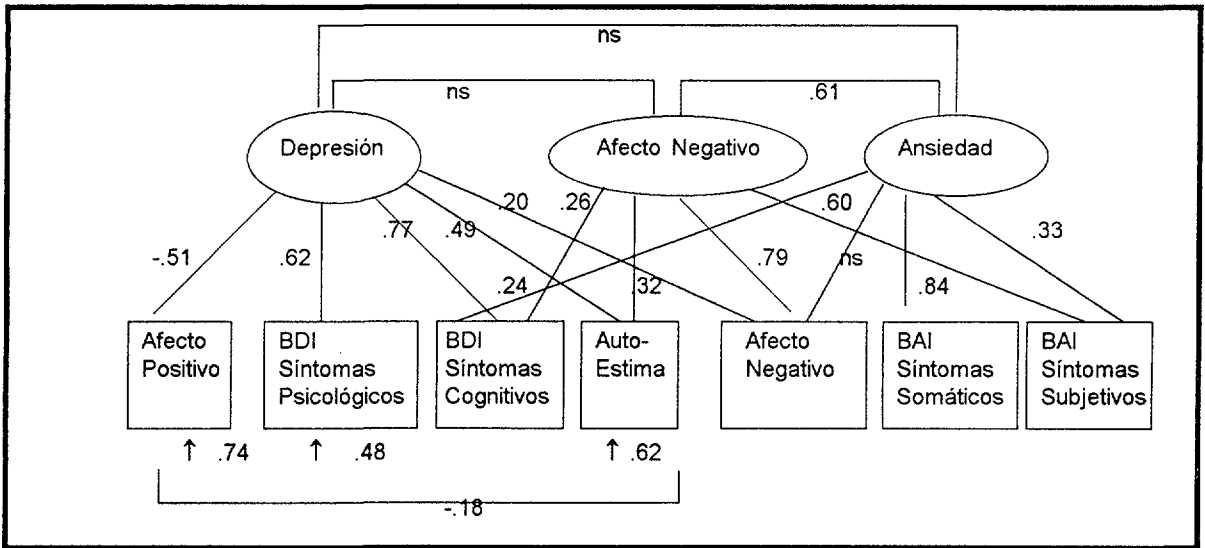 ns
ns
.61
Depresión
Afecto Negativo
Ansiedad
.20
.26
.60
.77
.49
.33
-.51
.62
.79
ns
.24
.32
.84
Afecto
Positivo
BDI
Síntomas
Psicológicos
BDI
Síntomas
Cognitivos
Auto-
Estima
Afecto
Negativo
BAI
Síntomas
Somáticos
BAI
Síntomas
Subjetivos
↑ .74
↑ .48
↑ .62
-.18